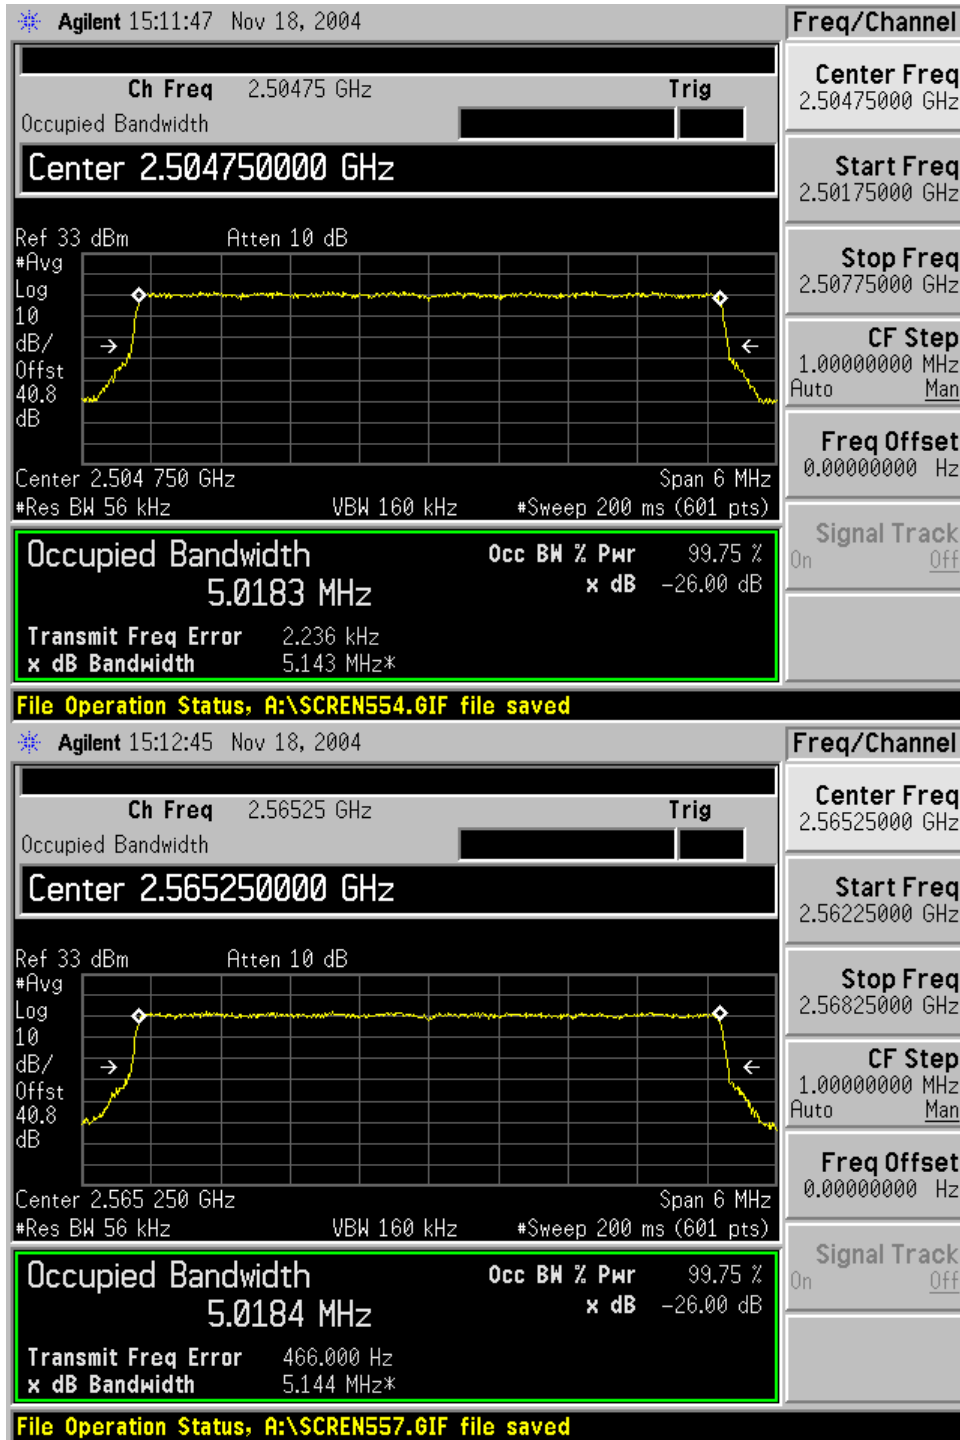 Agilent 15:11:47 Nov 18, 2004
Freq/Channel
Ch Freq 2.50475 GHz Trig
Occupied Bandwidth
Center 2.504750000 GHz
Center Freq
2.50475000 GHz
Start Freq
2.50175000 GHz
Stop Freq
2.50775000 GHz
CF Step
1.00000000 MHz
Auto Man
Freq Offset
0.00000000 Hz
Signal Track
On Off
Ref 33 dBm Atten 10 dB
#Avg
Log
10
dB/
Offst
40.8
dB
Center 2.504 750 GHz Span 6 MHz
#Res BW 56 kHz VBW 160 kHz #Sweep 200 ms (601 pts)
Occupied Bandwidth Occ BW % Pwr 99.75 %
5.0183 MHz x dB -26.00 dB
Transmit Freq Error 2.236 kHz
x dB Bandwidth 5.143 MHz*
File Operation Status, A:\SCREN554.GIF file saved
Agilent 15:12:45 Nov 18, 2004
Freq/Channel
Ch Freq 2.56525 GHz Trig
Occupied Bandwidth
Center 2.565250000 GHz
Center Freq
2.56525000 GHz
Start Freq
2.56225000 GHz
Stop Freq
2.56825000 GHz
CF Step
1.00000000 MHz
Auto Man
Freq Offset
0.00000000 Hz
Signal Track
On Off
Ref 33 dBm Atten 10 dB
#Avg
Log
10
dB/
Offst
40.8
dB
Center 2.565 250 GHz Span 6 MHz
#Res BW 56 kHz VBW 160 kHz #Sweep 200 ms (601 pts)
Occupied Bandwidth Occ BW % Pwr 99.75 %
5.0184 MHz x dB -26.00 dB
Transmit Freq Error 466.000 Hz
x dB Bandwidth 5.144 MHz*
File Operation Status, A:\SCREN557.GIF file saved